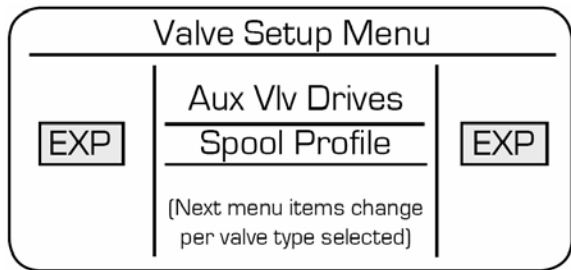 Valve Setup Menu
Aux Vlv Drives
EXP Spool Profile EXP
(Next menu items change
per valve type selected)